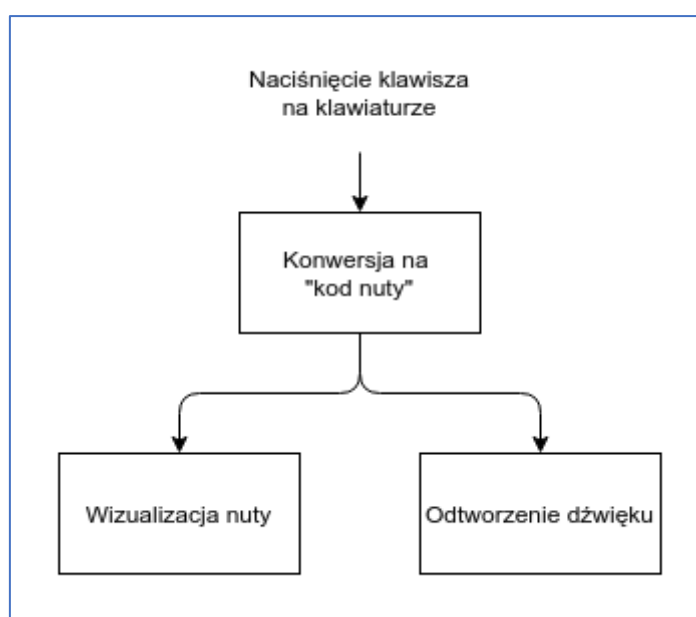 Naciśnięcie klawisza
na klawiaturze
Konwersja na
"kod nuty"
Wizualizacja nuty
Odtworzenie dźwięku